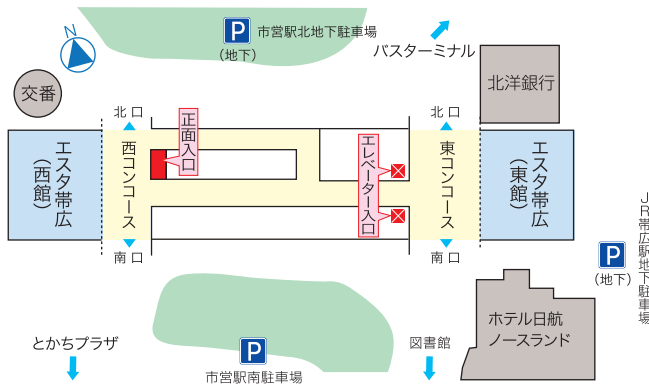 N
P
(地下)
市営駅北地下駐車場
バスターミナル
交番
北洋銀行
北口
北口
正面入口
エレベーター入口
エスタ帯広
(西館)
西コンコース
東コンコース
エスタ帯広
(東館)
南口
南口
P
(地下)
JR帯広駅地下駐車場
ホテル日航
ノースランド
とかちプラザ
P
市営駅南駐車場
図書館